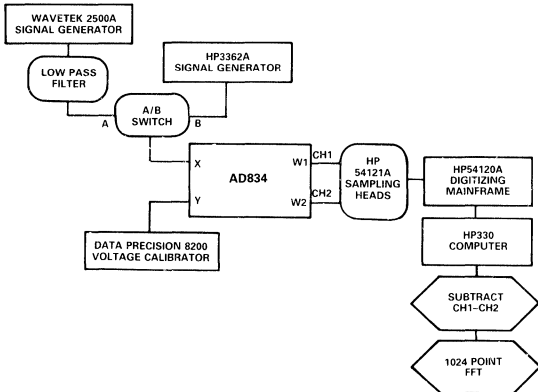 WAVETEK 2500A
SIGNAL GENERATOR
HP3362A
SIGNAL GENERATOR
LOW PASS
FILTER
A/B
SWITCH
A
B
X
Y
AD834
W1
W2
CH1
CH2
HP
54121A
SAMPLING
HEADS
HP54120A
DIGITIZING
MAINFRAME
DATA PRECISION 8200
VOLTAGE CALIBRATOR
HP330
COMPUTER
SUBTRACT
CH1–CH2
1024 POINT
FFT